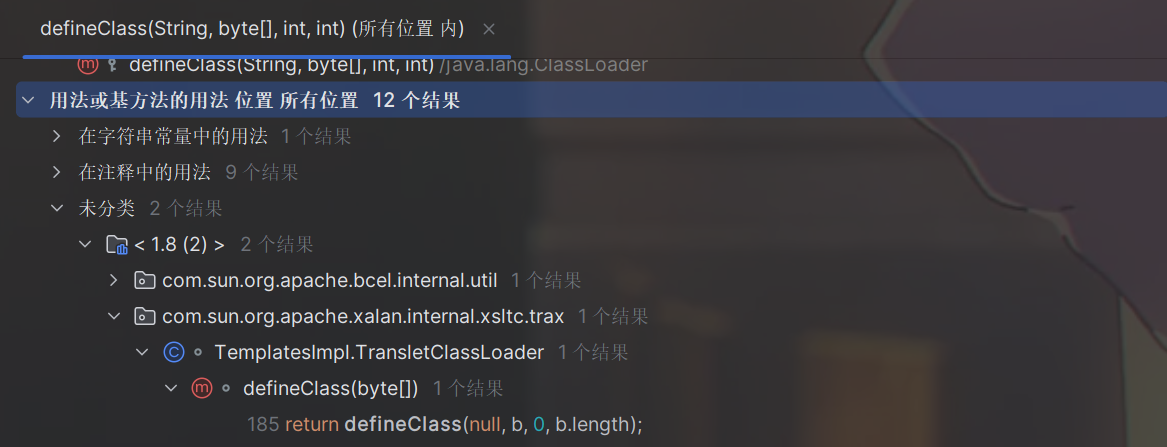 defineClass(String, byte[], int, int) (所有位置 内)
defineClass(String, byte[], int, int) /java.lang.ClassLoader
用法或基方法的用法 位置 所有位置 12 个结果
在字符串常量中的用法 1 个结果
在注释中的用法 9 个结果
未分类 2 个结果
< 1.8 (2) > 2 个结果
com.sun.org.apache.bcel.internal.util 1 个结果
com.sun.org.apache.xalan.internal.xsltc.trax 1 个结果
TemplatesImpl.TransletClassLoader 1 个结果
defineClass(byte[]) 1 个结果
185 return defineClass(null, b, 0, b.length);